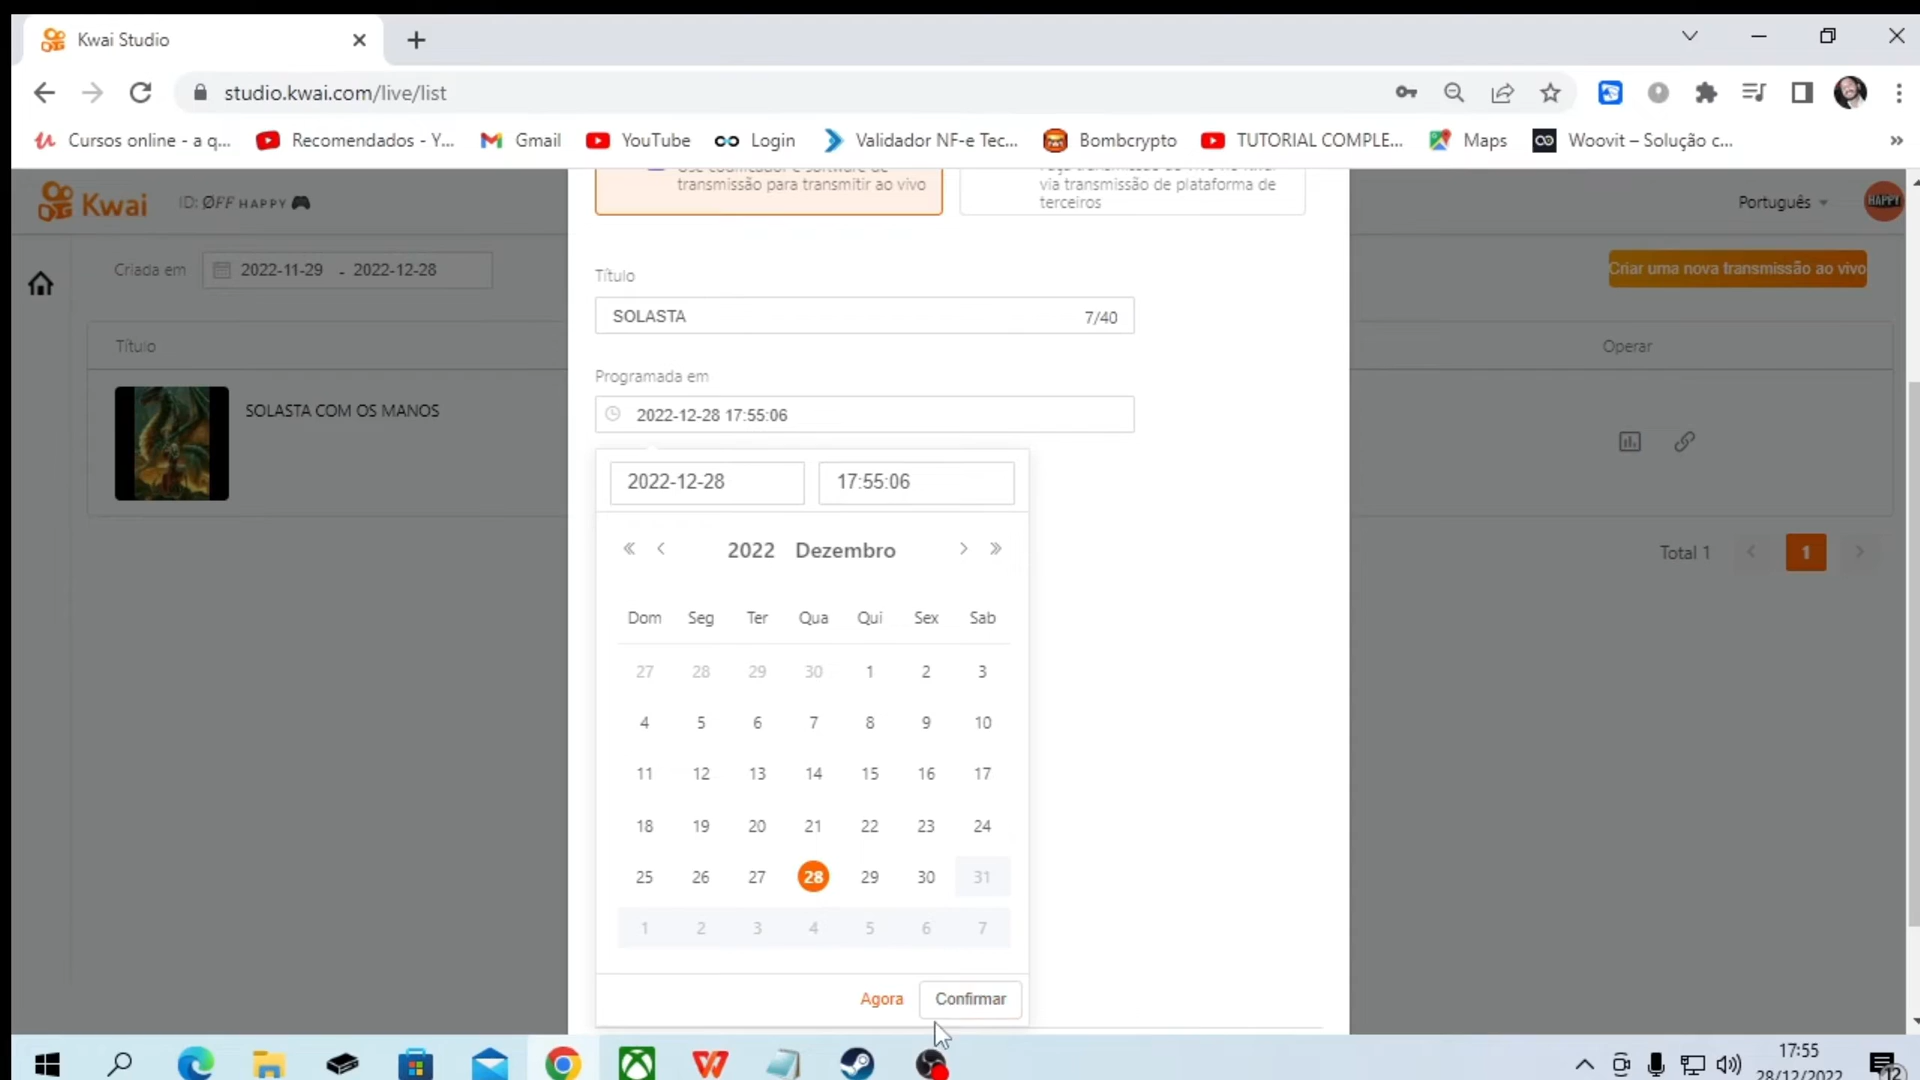 Kwai Studio
studio.kwai.com/live/list
Cursos online - a q...
Recomendados - Y...
Gmail
YouTube
Login
Validador NF-e Tec...
Bombcrypto
TUTORIAL COMPLE...
Maps
Woovit – Solução c...
»
Kwai
ID: ØFF HAPPY
transmissão para transmitir ao vivo
via transmissão de plataforma de
terceiros
Português
HAPPY
Criada em
2022-11-29 - 2022-12-28
Criar uma nova transmissão ao vivo
Título
SOLASTA
7/40
Título
Operar
Programada em
2022-12-28 17:55:06
SOLASTA COM OS MANOS
2022-12-28
17:55:06
2022 Dezembro
Total 1
1
Dom Seg Ter Qua Qui Sex Sab
27 28 29 30 1 2 3
4 5 6 7 8 9 10
11 12 13 14 15 16 17
18 19 20 21 22 23 24
25 26 27 28 29 30 31
1 2 3 4 5 6 7
Agora
Confirmar
17:55
28/12/2022
12